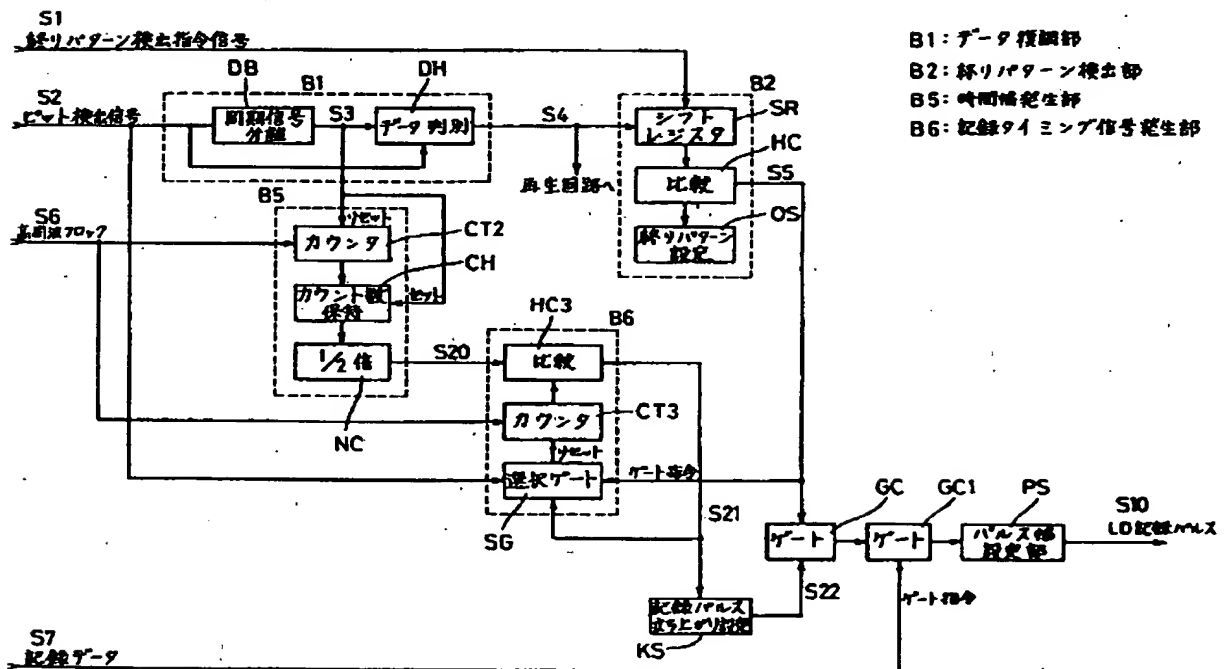 S1
終りパターン検出指令信号
B1:データ復調部
B2:終りパターン検出部
B5:時間幅発生部
B6:記録タイミング信号発生部
S2
ピット検出信号
DB
B1
DH
同期信号
分離
S3
データ判別
S4
再生回路へ
B2
シフト
レジスタ
SR
比較
HC
S5
終りパターン
設定
OS
S6
高周波クロック
B5
リセット
カウンタ
CT2
カウント数
保持
CH
セット
1/2倍
NC
S20
HC3
B6
比較
カウンタ
CT3
リセット
選択ゲート
SG
ゲート指令
S21
記録パルス
立ち上がり設定
KS
S22
GC
ゲート
GC1
ゲート
PS
パルス幅
設定部
S10
LD記録パルス
ゲート指令
S7
記録データ